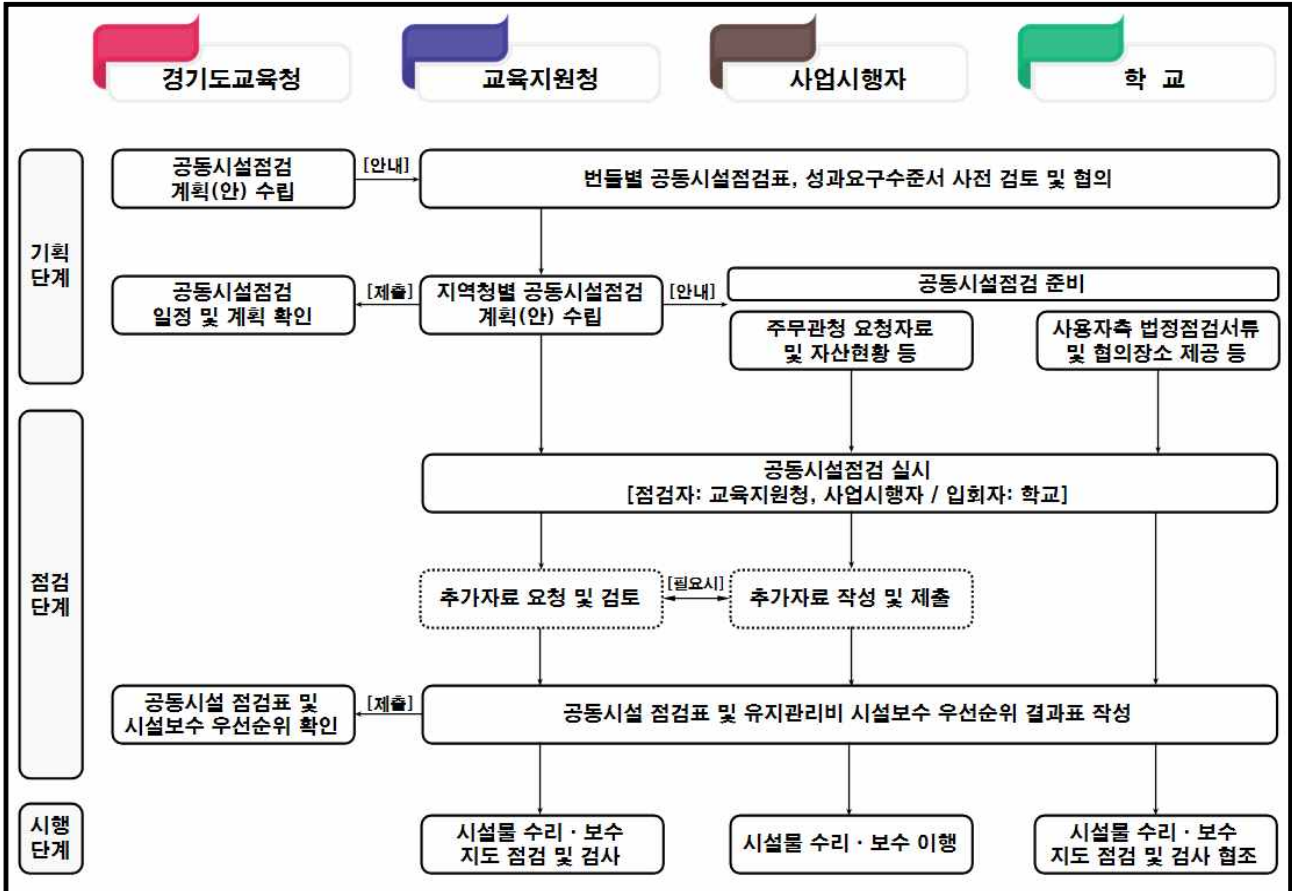 경기도교육청
교육지원청
사업시행자
학 교
기획
단계
공동시설점검
계획(안) 수립
[안내]
번들별 공동시설점검표, 성과요구수준서 사전 검토 및 협의
공동시설점검
일정 및 계획 확인
[제출]
지역청별 공동시설점검
계획(안) 수립
[안내]
공동시설점검 준비
주무관청 요청자료
및 자산현황 등
사용자측 법정점검서류
및 협의장소 제공 등
점검
단계
공동시설점검 실시
[점검자: 교육지원청, 사업시행자 / 입회자: 학교]
추가자료 요청 및 검토
[필요시]
추가자료 작성 및 제출
공동시설 점검표 및
시설보수 우선순위 확인
[제출]
공동시설 점검표 및 유지관리비 시설보수 우선순위 결과표 작성
시행
단계
시설물 수리 · 보수
지도 점검 및 검사
시설물 수리 · 보수 이행
시설물 수리 · 보수
지도 점검 및 검사 협조